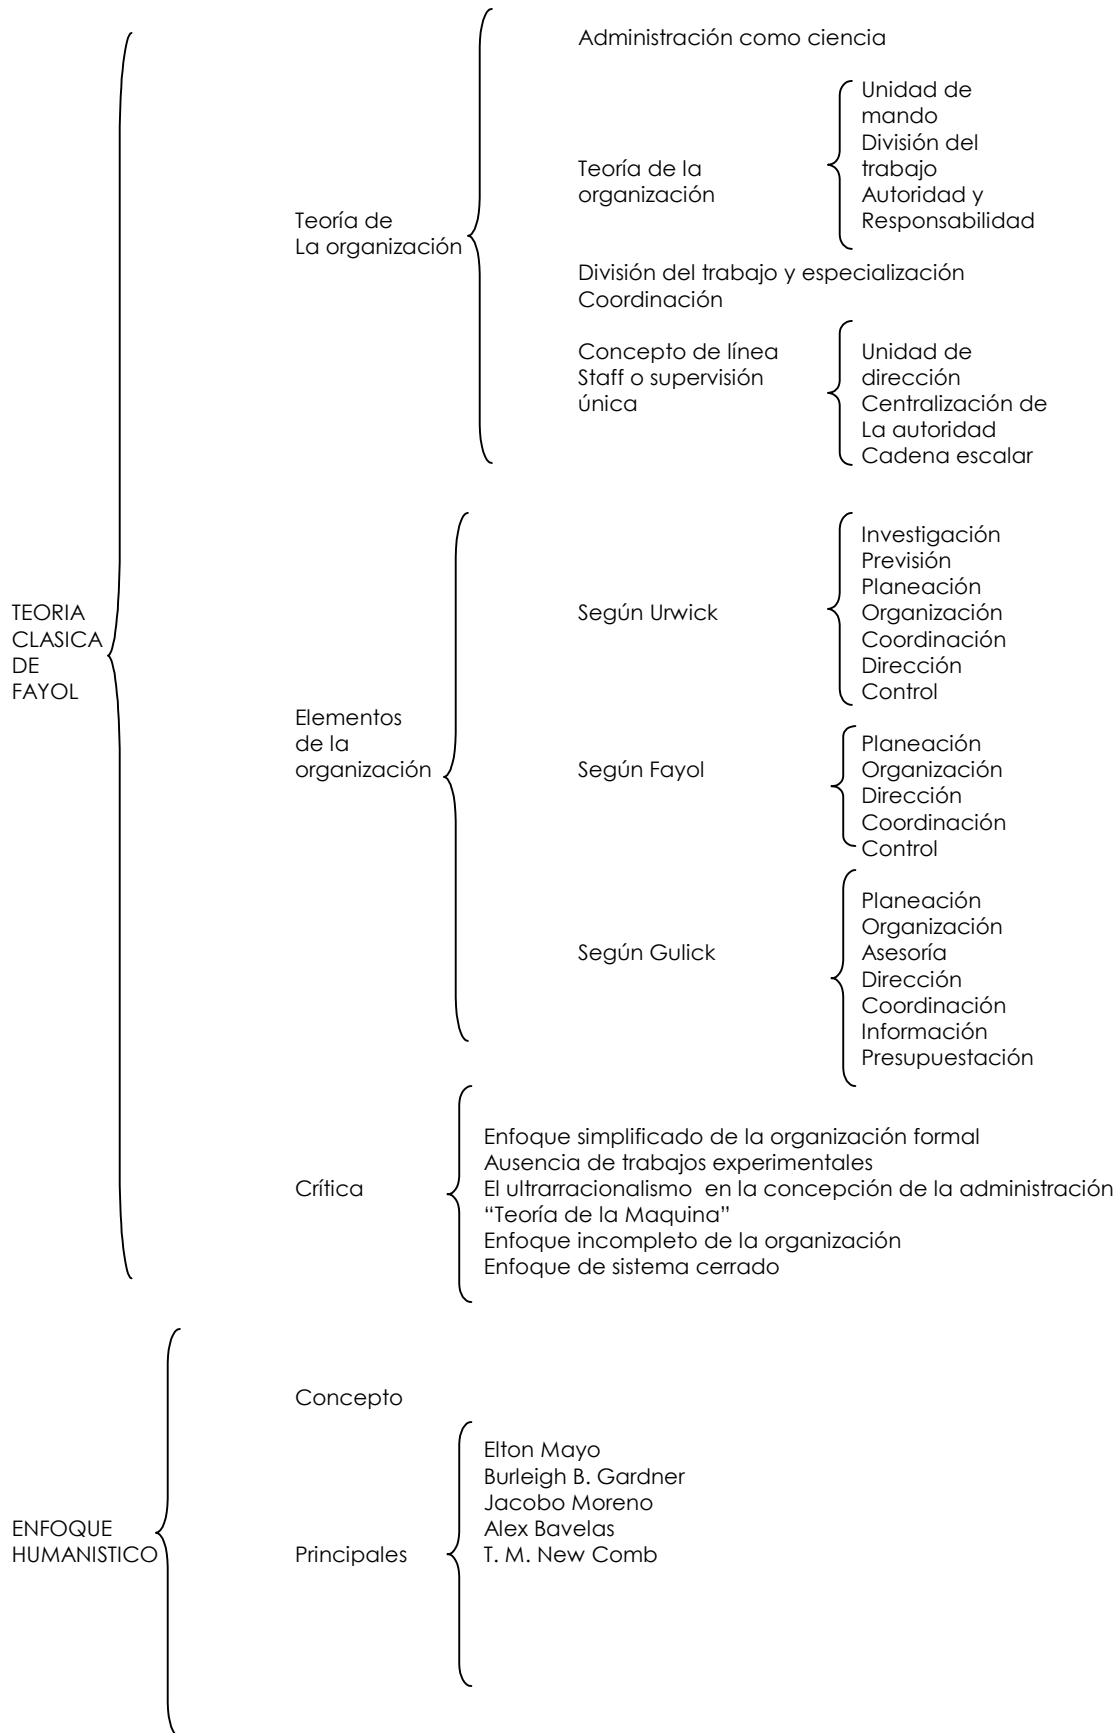 TEORIA
CLASICA
DE
FAYOL
Teoría de
La organización
Administración como ciencia
Teoría de la
organización
Unidad de
mando
División del
trabajo
Autoridad y
Responsabilidad
División del trabajo y especialización
Coordinación
Concepto de línea
Staff o supervisión
única
Unidad de
dirección
Centralización de
La autoridad
Cadena escalar
Elementos
de la
organización
Según Urwick
Investigación
Previsión
Planeación
Organización
Coordinación
Dirección
Control
Según Fayol
Planeación
Organización
Dirección
Coordinación
Control
Según Gulick
Planeación
Organización
Asesoría
Dirección
Coordinación
Información
Presupuestación
Crítica
Enfoque simplificado de la organización formal
Ausencia de trabajos experimentales
El ultrarracionalismo  en la concepción de la administración
“Teoría de la Maquina”
Enfoque incompleto de la organización
Enfoque de sistema cerrado
ENFOQUE
HUMANISTICO
Concepto
Principales
Elton Mayo
Burleigh B. Gardner
Jacobo Moreno
Alex Bavelas
T. M. New Comb